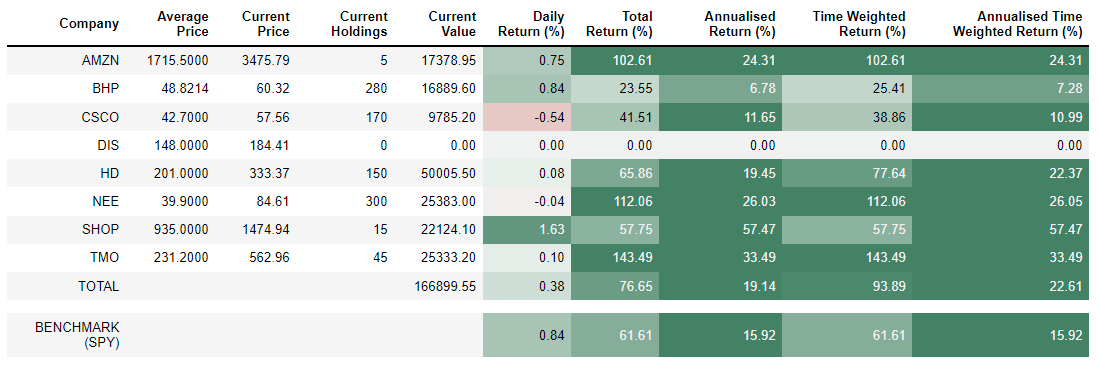 Company Average Price Current Price Current Holdings Current Value Daily Return (%) Total Return (%) Annualised Return (%) Time Weighted Return (%) Annualised Time Weighted Return (%)
AMZN 1715.5000 3475.79 5 17378.95 0.75 102.61 24.31 102.61 24.31
BHP 48.8214 60.32 280 16889.60 0.84 23.55 6.78 25.41 7.28
CSCO 42.7000 57.56 170 9785.20 -0.54 41.51 11.65 38.86 10.99
DIS 148.0000 184.41 0 0.00 0.00 0.00 0.00 0.00 0.00
HD 201.0000 333.37 150 50005.50 0.08 65.86 19.45 77.64 22.37
NEE 39.9000 84.61 300 25383.00 -0.04 112.06 26.03 112.06 26.05
SHOP 935.0000 1474.94 15 22124.10 1.63 57.75 57.47 57.75 57.47
TMO 231.2000 562.96 45 25333.20 0.10 143.49 33.49 143.49 33.49
TOTAL 166899.55 0.38 76.65 19.14 93.89 22.61
BENCHMARK (SPY) 0.84 61.61 15.92 61.61 15.92